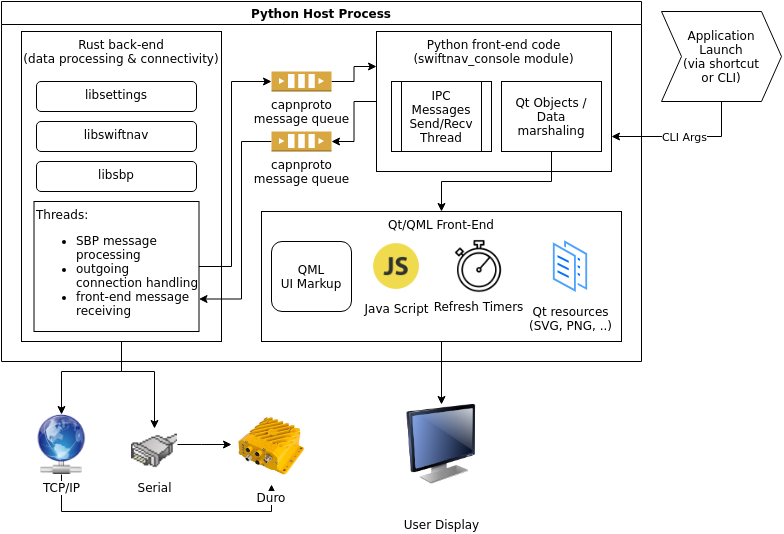 Python Host Process
Rust back-end
(data processing & connectivity)
libsettings
libswiftnav
libsbp
Threads:
• SBP message
processing
• outgoing
connection handling
• front-end message
receiving
capnproto
message queue
capnproto
message queue
Python front-end code
(swiftnav_console module)
IPC
Messages
Send/Recv
Thread
Qt Objects /
Data
marshaling
Application
Launch
(via shortcut
or CLI)
CLI Args
Qt/QML Front-End
QML
UI Markup
JS
Java Script
Refresh Timers
Qt resources
(SVG, PNG, ..)
TCP/IP
Serial
Duro
User Display